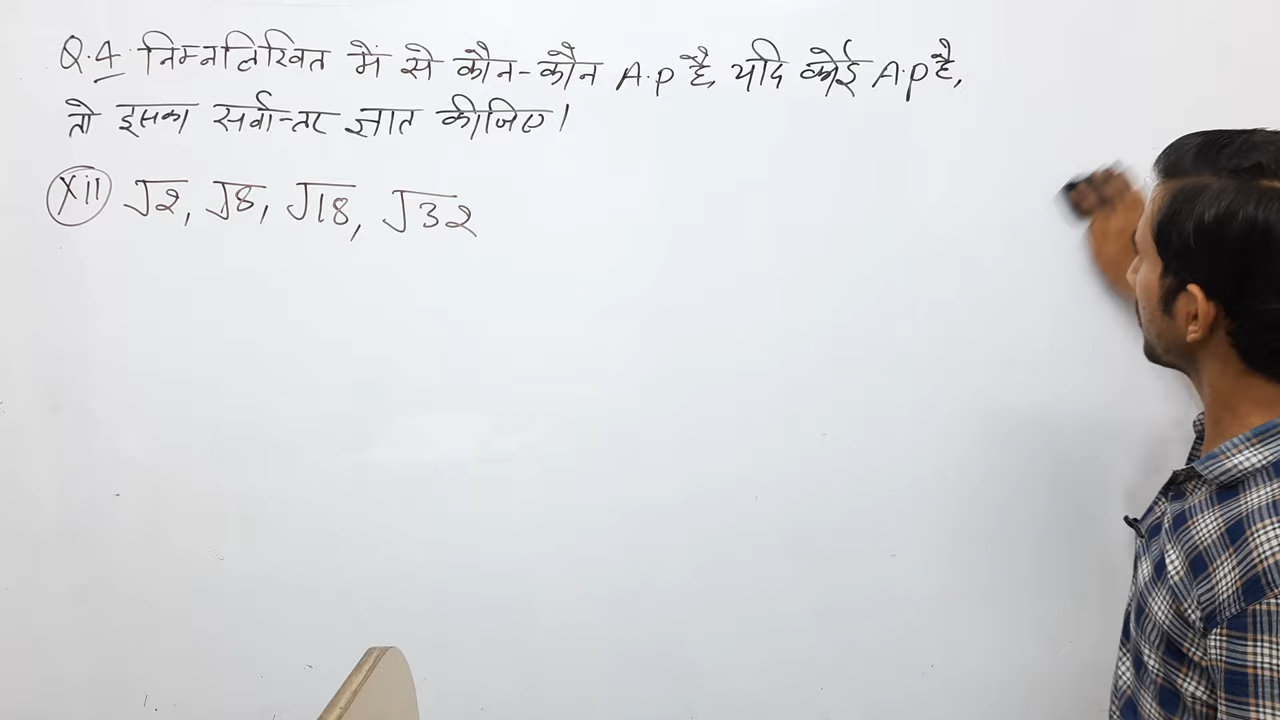 Q.4 निम्नलिखित में से कौन-कौन A.P है, यदि कोई A.P है,
तो इसका सर्वान्तर ज्ञात कीजिए।
XII √2, √8, √18, √32